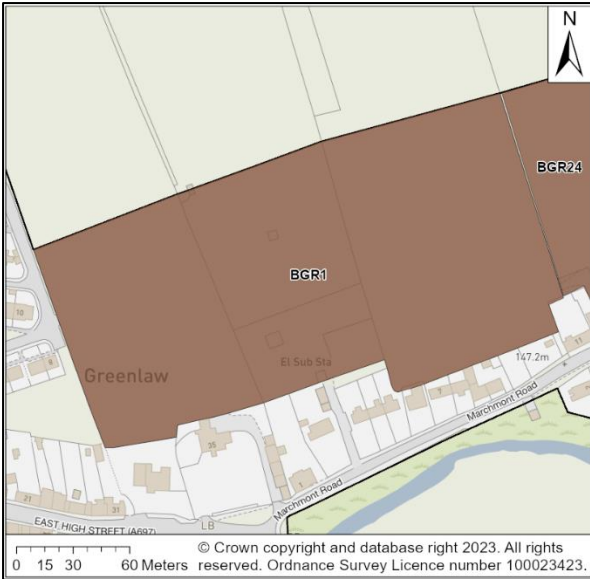 N
BGR24
BGR1
10
9
Greenlaw
El Sub Sta
147.2m
11
7
Marchmont Road
35
1
Marchmont Road
21
31
EAST HIGH STREET (A697)
LB
0 15 30 60 Meters
© Crown copyright and database right 2023. All rights
reserved. Ordnance Survey Licence number 100023423.